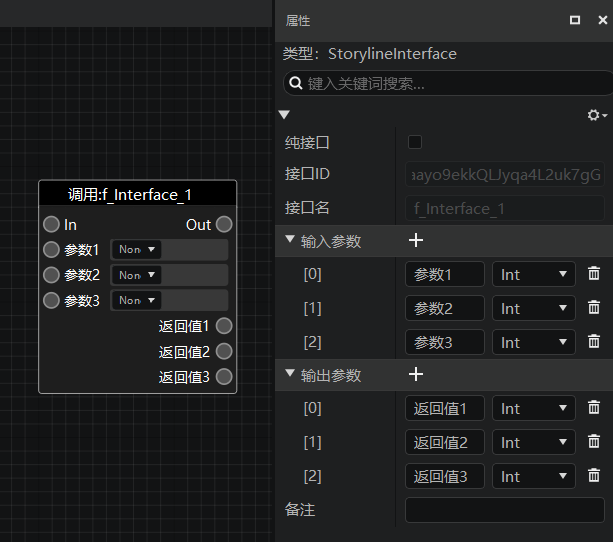 调用:f_Interface_1
In
Out
参数1
Non
参数2
Non
参数3
Non
返回值1
返回值2
返回值3
属性
类型：StorylineInterface
键入关键词搜索...
纯接口
接口ID
接口名
f_Interface_1
输入参数
[0] 参数1 Int
[1] 参数2 Int
[2] 参数3 Int
输出参数
[0] 返回值1 Int
[1] 返回值2 Int
[2] 返回值3 Int
备注